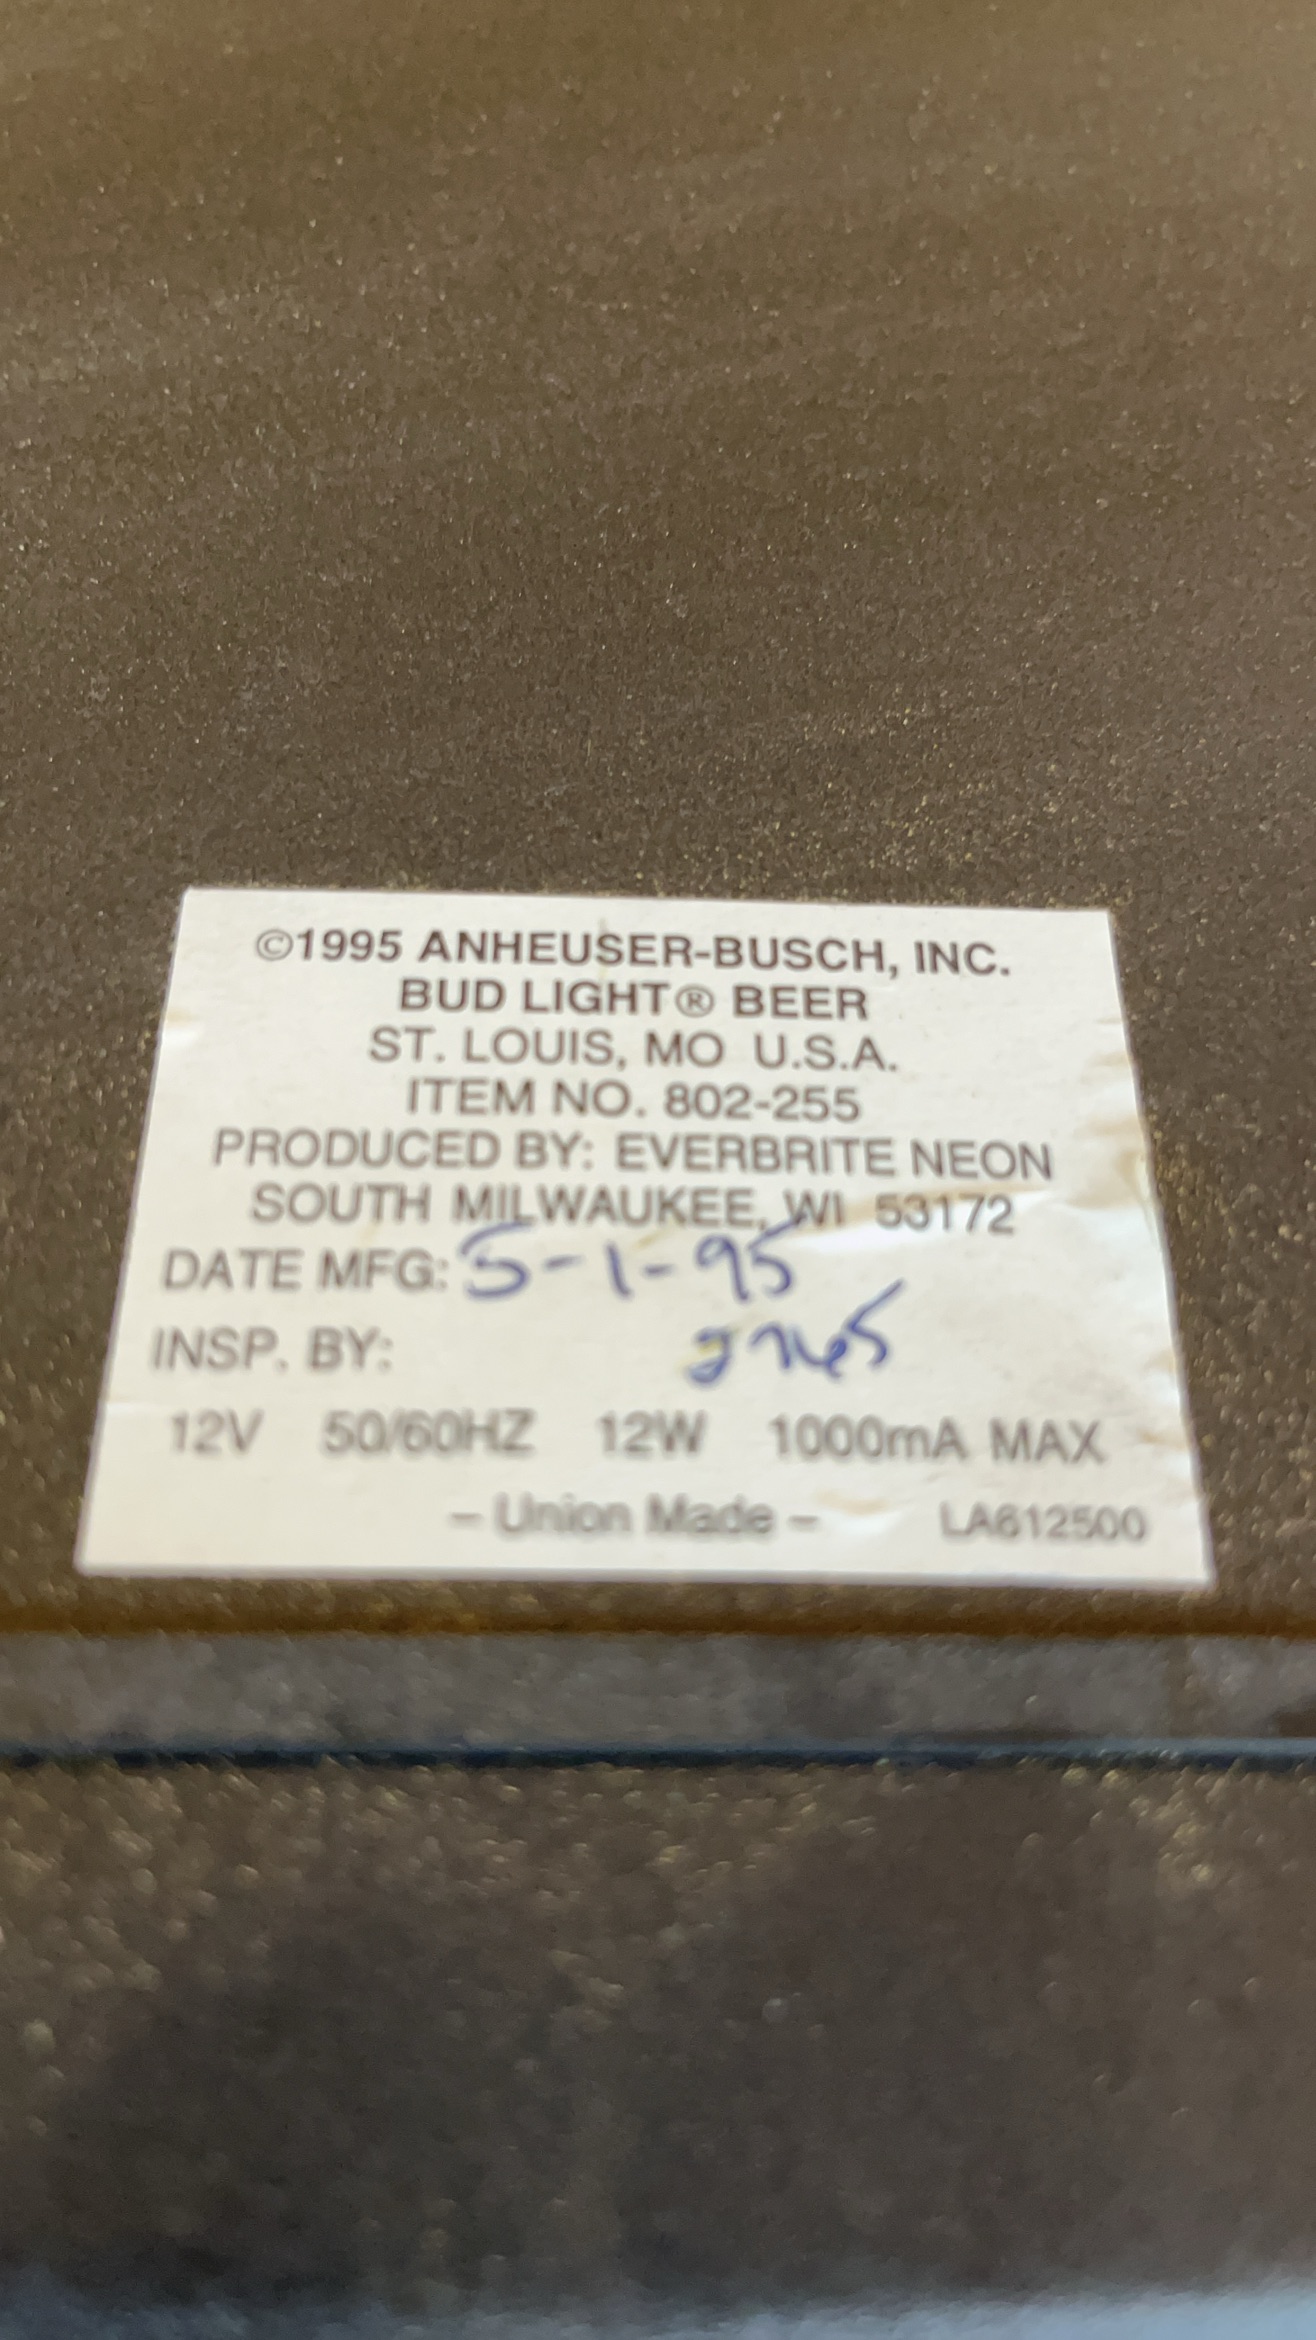 ©1995 ANHEUSER-BUSCH, INC.
BUD LIGHT® BEER
ST. LOUIS, MO U.S.A.
ITEM NO. 802-255
PRODUCED BY: EVERBRITE NEON
SOUTH MILWAUKEE, WI 53172
DATE MFG: 5-1-95
INSP. BY:
12V 50/60HZ 12W 1000mA MAX
– Union Made – LA612500